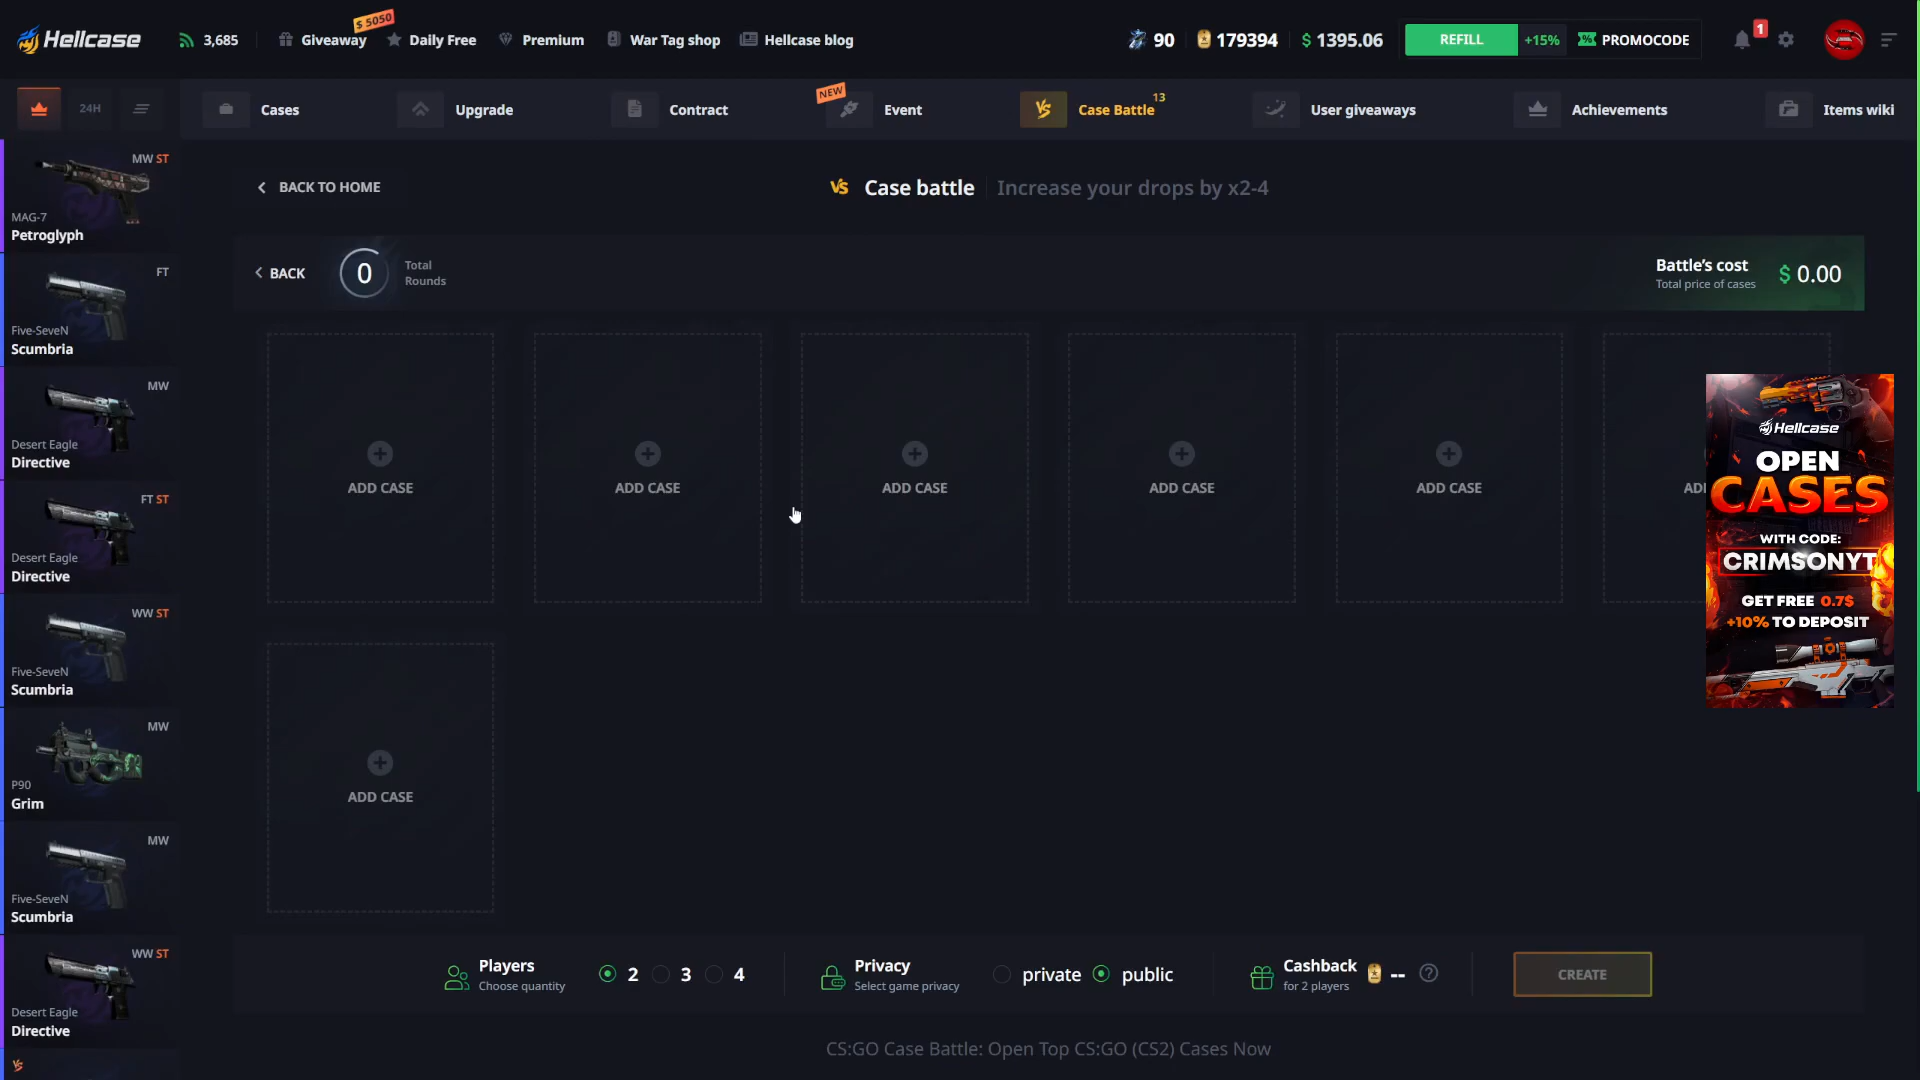 Hellcase
3,685
Giveaway
$ 5050
Daily Free
Premium
War Tag shop
Hellcase blog
90
179394
$ 1395.06
REFILL
+15%
PROMOCODE
1
24H
Cases
Upgrade
Contract
NEW
Event
VS
Case Battle
13
User giveaways
Achievements
Items wiki
BACK TO HOME
VS
Case battle
Increase your drops by x2-4
BACK
0
Total
Rounds
Battle's cost
Total price of cases
$ 0.00
MW ST
MAG-7
Petroglyph
FT
Five-SeveN
Scumbria
MW
Desert Eagle
Directive
FT ST
Desert Eagle
Directive
WW ST
Five-SeveN
Scumbria
MW
P90
Grim
MW
Five-SeveN
Scumbria
WW ST
Desert Eagle
Directive
VS
ADD CASE
ADD CASE
ADD CASE
ADD CASE
ADD CASE
AD
ADD CASE
Hellcase
OPEN
CASES
WITH CODE:
CRIMSONYT
GET FREE 0.7$
+10% TO DEPOSIT
Players
Choose quantity
2
3
4
Privacy
Select game privacy
private
public
Cashback
for 2 players
--
?
CREATE
CS:GO Case Battle: Open Top CS:GO (CS2) Cases Now